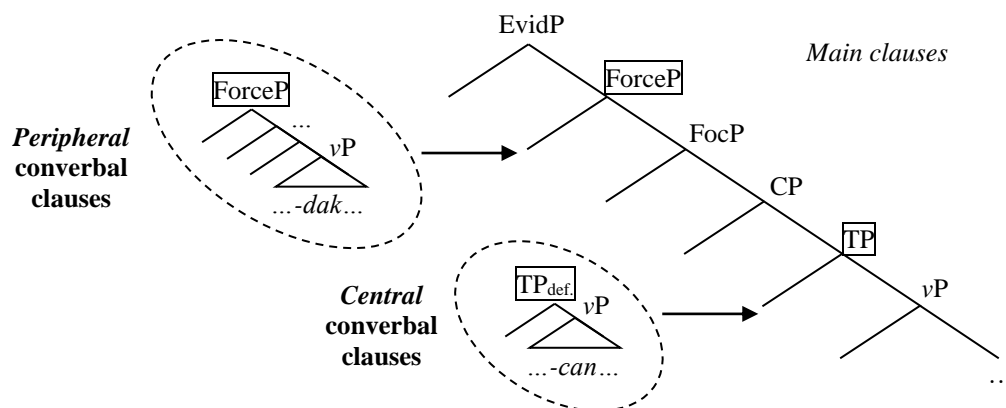 EvidP
Main clauses
ForceP
ForceP
...
Peripheral
converbal
clauses
vP
FocP
...-dak...
CP
TP
TPdef.
Central
converbal
clauses
vP
vP
...-can...
..